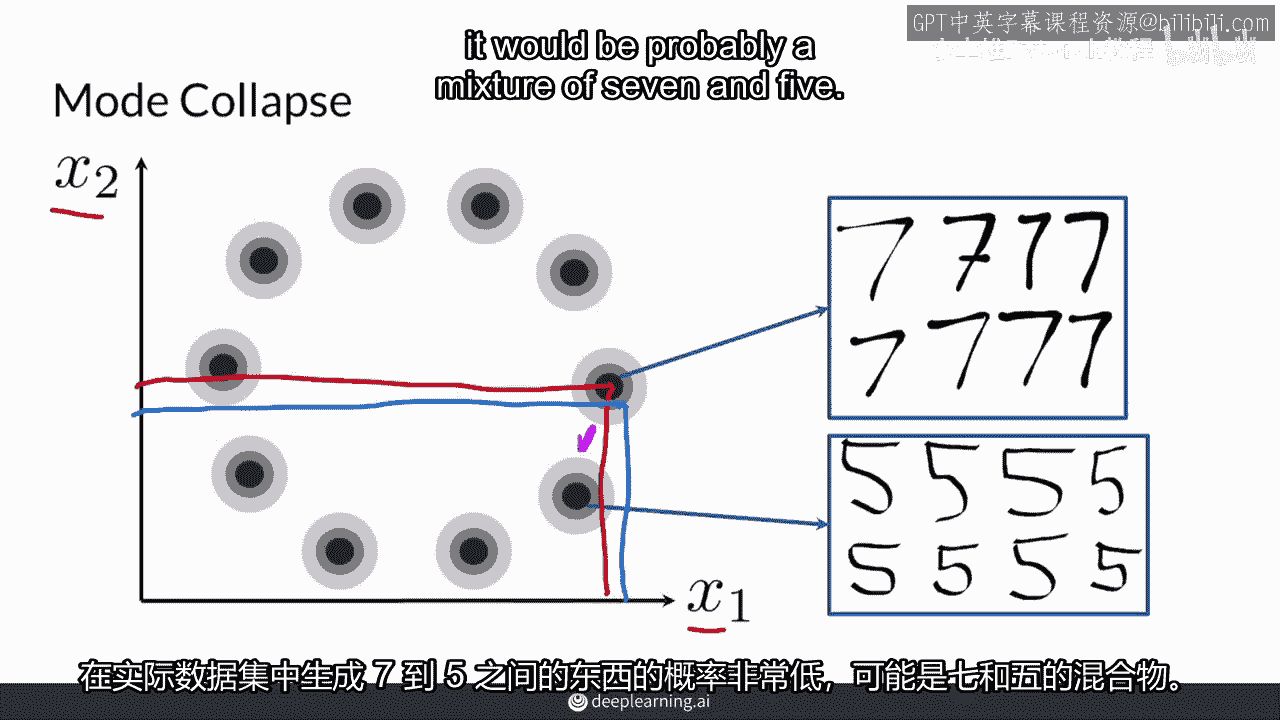 GPT中英字幕课程资源@bilibili.com
it would be probably a
mixture of seven and five.
Mode Collapse
x2
7 7 7 7
7 7 7 7
5 5 5 5
5 5 5 5
x1
在实际数据集中生成 7 到 5 之间的东西的概率非常低，可能是七和五的混合物。
deeplearning.ai